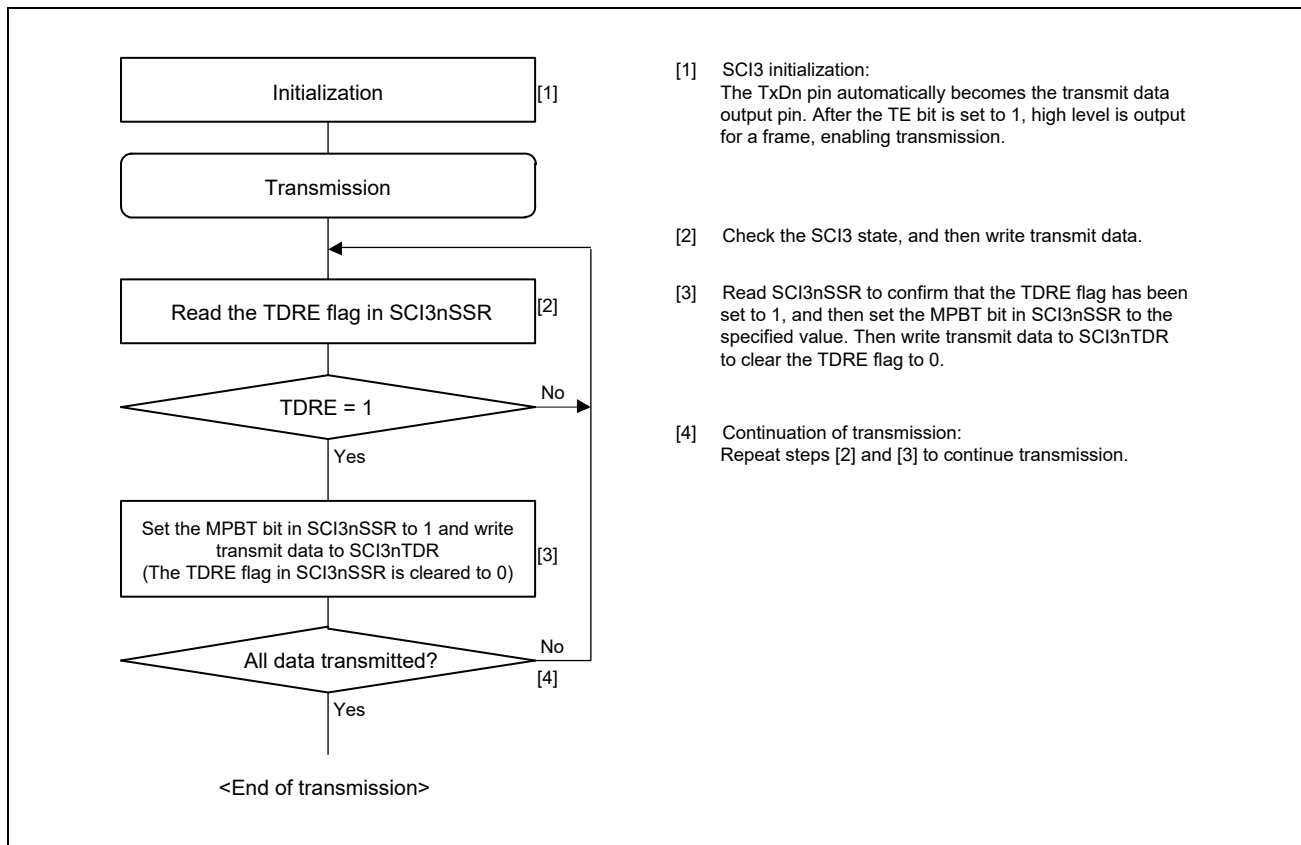 Initialization
[1]
Transmission
Read the TDRE flag in SCI3nSSR
[2]
TDRE = 1
No
Yes
Set the MPBT bit in SCI3nSSR to 1 and write
transmit data to SCI3nTDR
(The TDRE flag in SCI3nSSR is cleared to 0)
[3]
All data transmitted?
No
[4]
Yes
<End of transmission>
[1] SCI3 initialization:
The TxDn pin automatically becomes the transmit data
output pin. After the TE bit is set to 1, high level is output
for a frame, enabling transmission.
[2] Check the SCI3 state, and then write transmit data.
[3] Read SCI3nSSR to confirm that the TDRE flag has been
set to 1, and then set the MPBT bit in SCI3nSSR to the
specified value. Then write transmit data to SCI3nTDR
to clear the TDRE flag to 0.
[4] Continuation of transmission:
Repeat steps [2] and [3] to continue transmission.